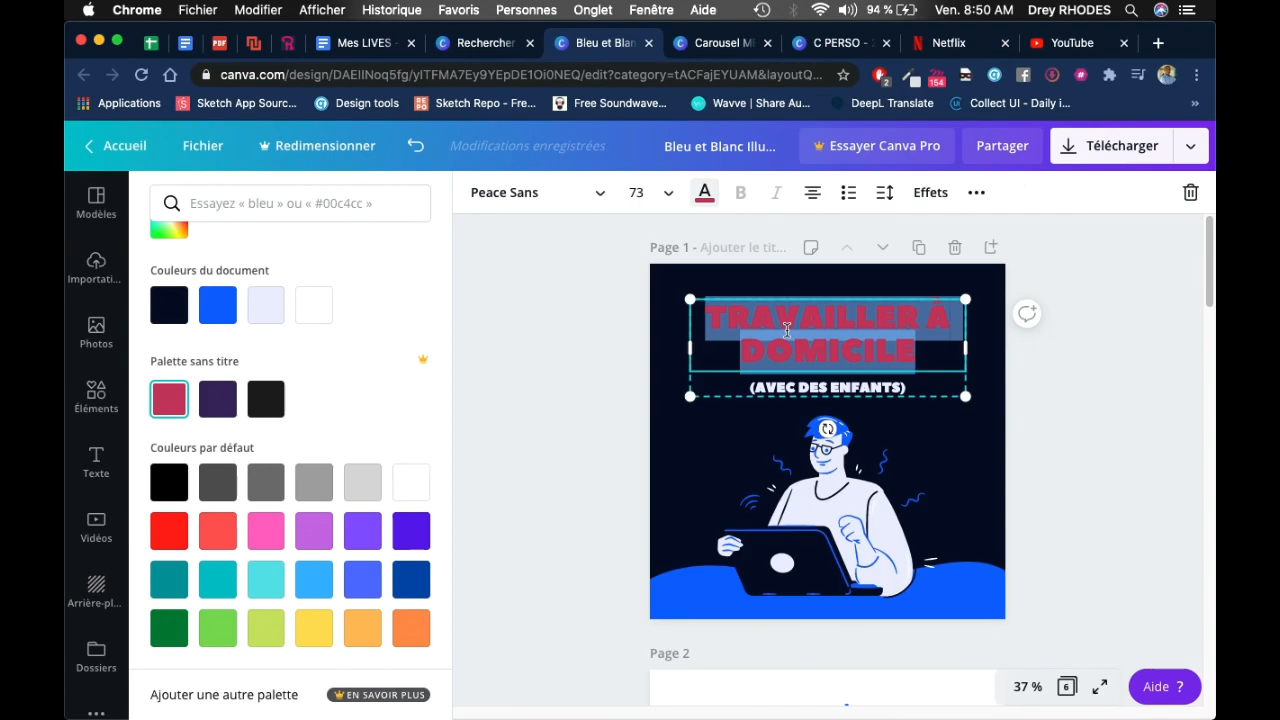 Chrome Fichier Modifier Afficher Historique Favoris Personnes Onglet Fenêtre Aide 94 % Ven. 8:50 AM Drey RHODES
Mes LIVES - Rechercher Bleu et Blan Carousel M C PERSO - Netflix YouTube
canva.com/design/DAEIlNoq5fg/yITFMA7Ey9YEpDE1Oi0NEQ/edit?category=tACFajEYUAM&layoutQ... 2 154
Applications Sketch App Sourc... Design tools Sketch Repo - Fre... Free Soundwave... Wavve | Share Au... DeepL Translate Collect UI - Daily i... »
Accueil Fichier Redimensionner Modifications enregistrées Bleu et Blanc Illu... Essayer Canva Pro Partager Télécharger
Peace Sans 73 A B I Effets
Modèles
Importati...
Photos
Éléments
Texte
Vidéos
Arrière-pl...
Dossiers
Essayez « bleu » ou « #00c4cc »
Couleurs du document
Palette sans titre
Couleurs par défaut
Ajouter une autre palette EN SAVOIR PLUS
Page 1 - Ajouter le tit...
TRAVAILLER À
DOMICILE
(AVEC DES ENFANTS)
Page 2
37 % 6 Aide ?